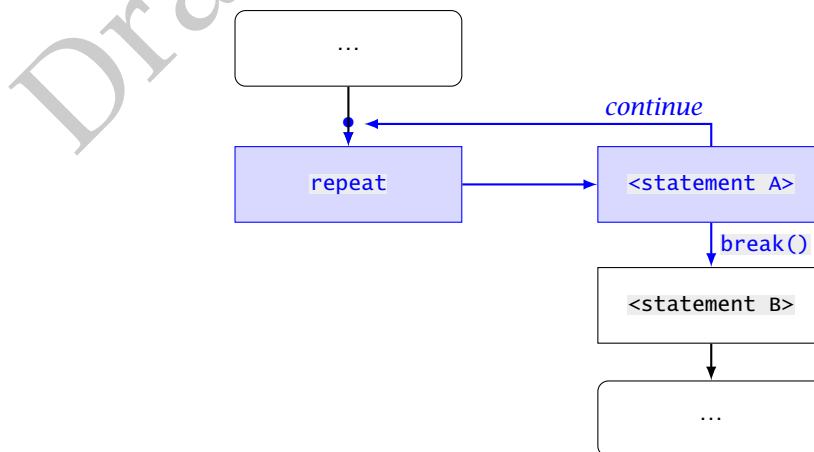 ...
continue
repeat
<statement A>
break()
<statement B>
...